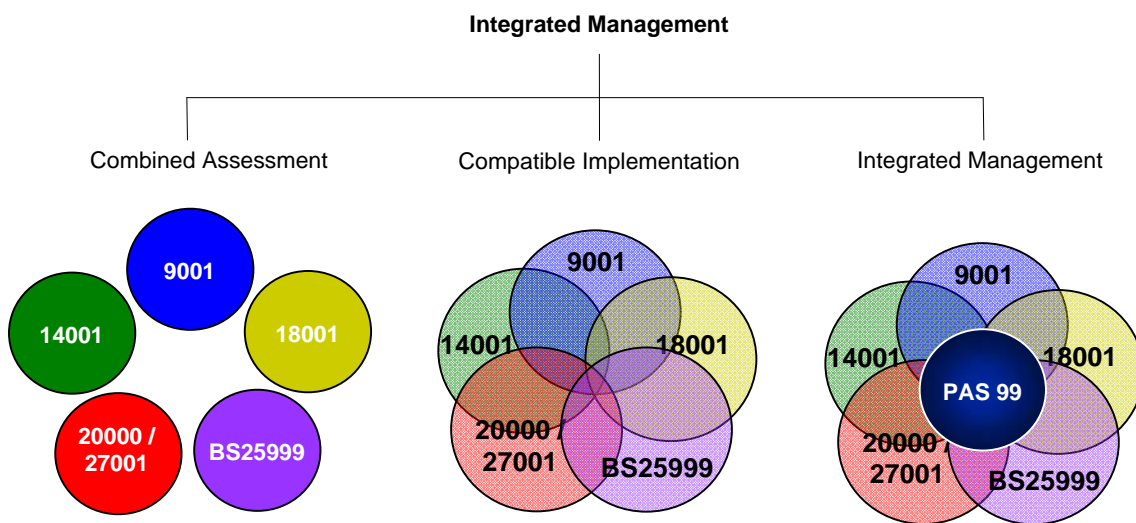 Integrated Management
Combined Assessment
Compatible Implementation
Integrated Management
9001
14001
18001
20000 /
27001
BS25999
9001
14001
18001
20000 /
27001
BS25999
9001
14001
18001
PAS 99
20000 /
27001
BS25999